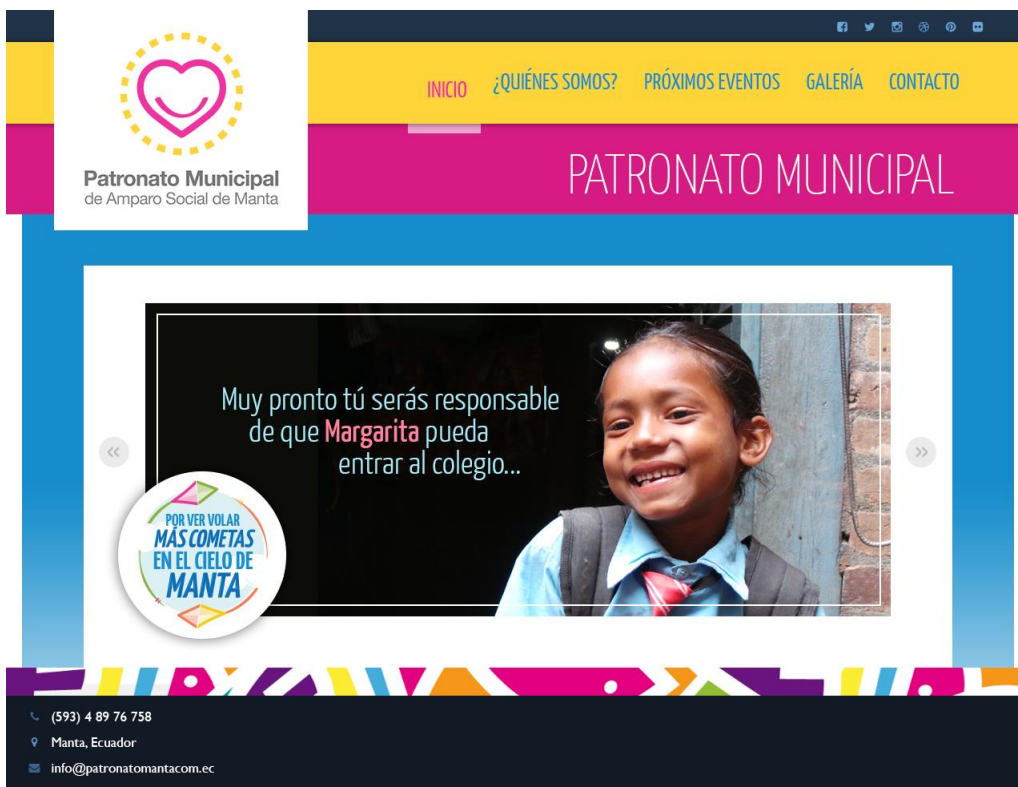 Patronato Municipal
de Amparo Social de Manta
INICIO
¿QUIÉNES SOMOS?
PRÓXIMOS EVENTOS
GALERÍA
CONTACTO
PATRONATO MUNICIPAL
Muy pronto tú serás responsable
de que Margarita pueda
entrar al colegio...
POR VER VOLAR
MÁS COMETAS
EN EL CIELO DE
MANTA
(593) 4 89 76 758
Manta, Ecuador
info@patronatomantacom.ec